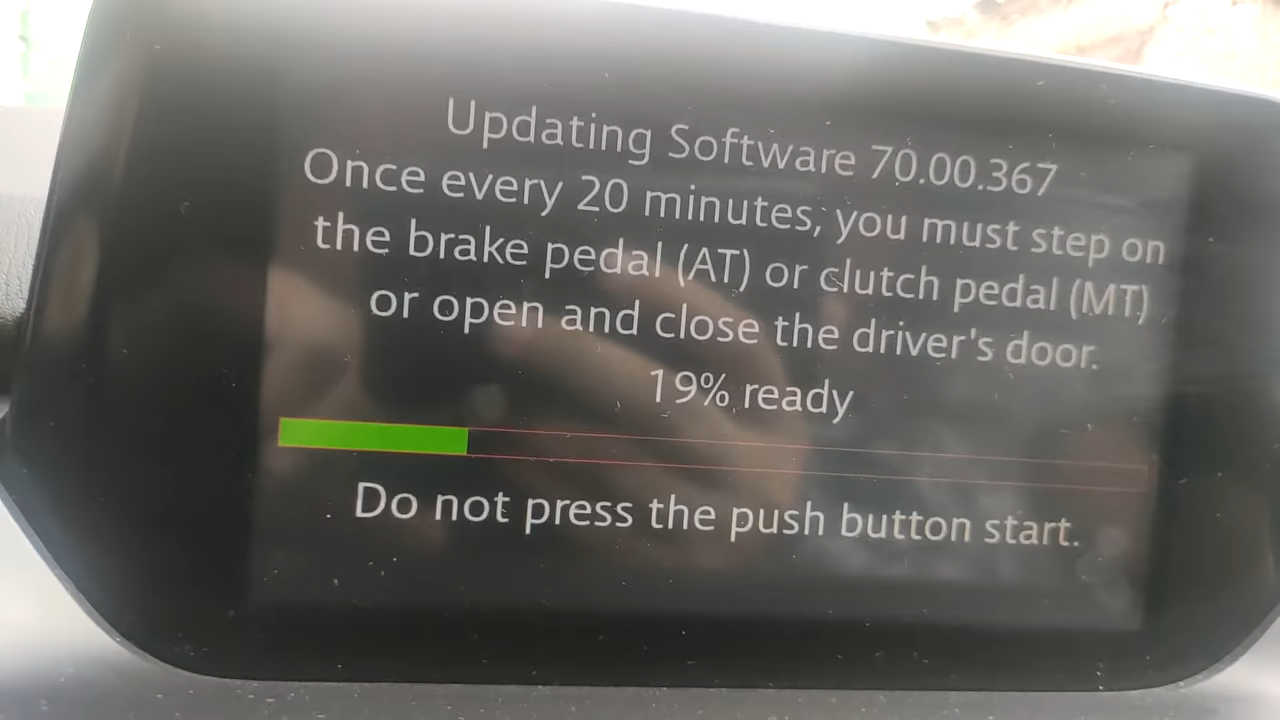 Updating Software 70.00.367
Once every 20 minutes, you must step on
the brake pedal (AT) or clutch pedal (MT)
or open and close the driver's door.
19% ready
Do not press the push button start.